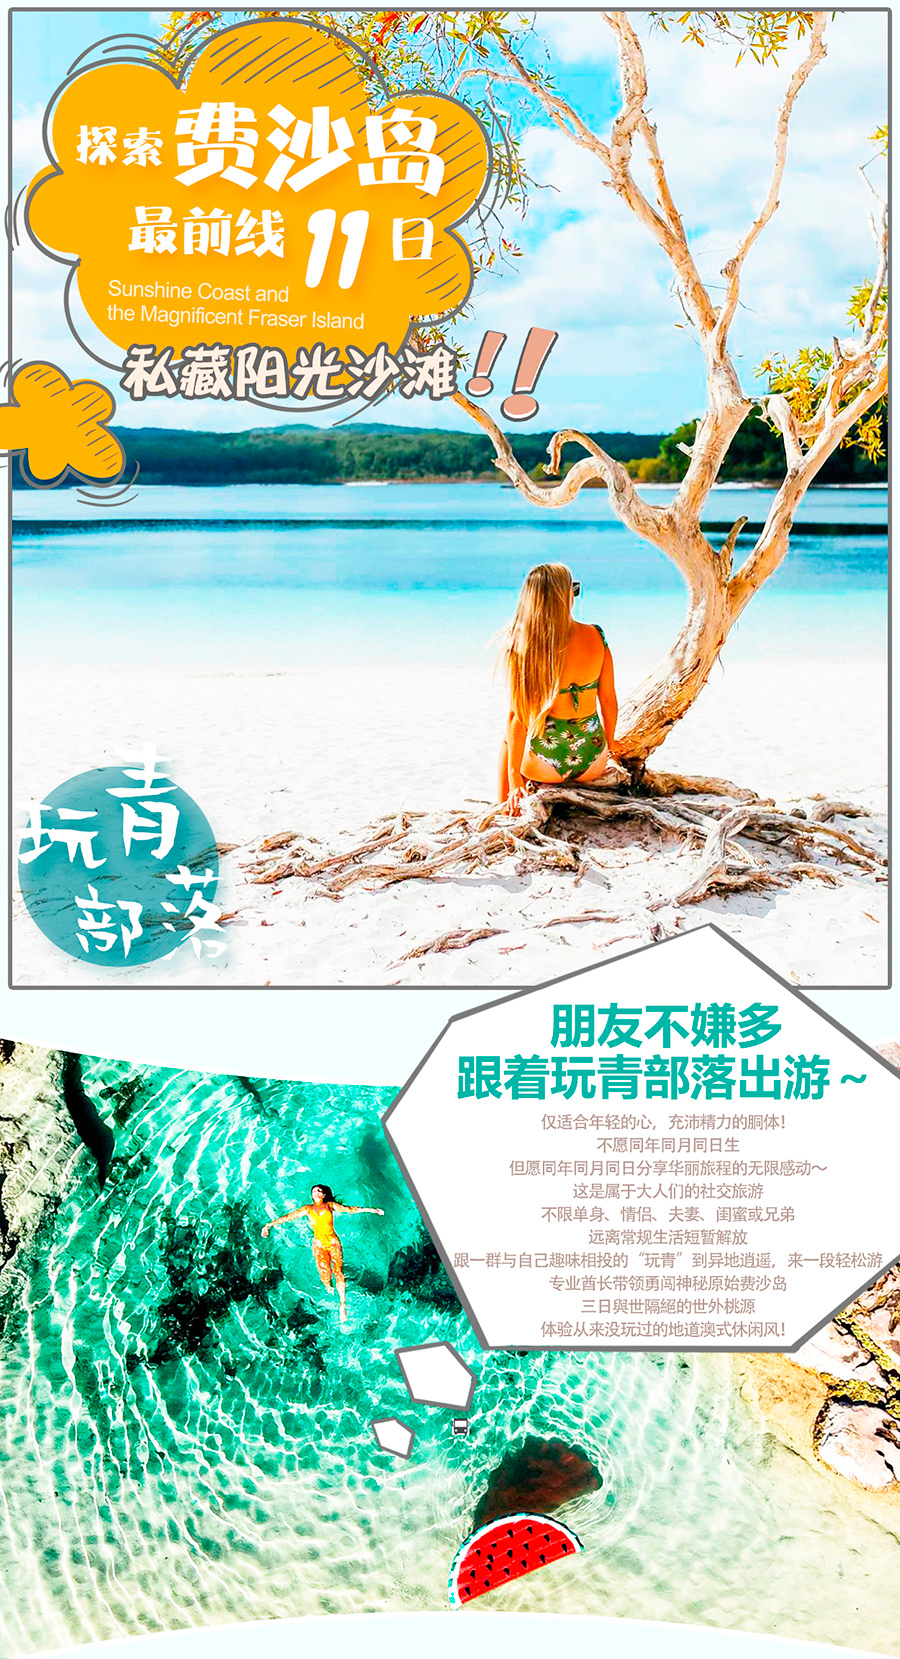 探索 费沙岛
最前线 11 日
Sunshine Coast and
the Magnificent Fraser Island
私藏阳光沙滩!!
玩青
部落
朋友不嫌多
跟着玩青部落出游～
仅适合年轻的心，充沛精力的胴体！
不愿同年同月同日生
但愿同年同月同日分享华丽旅程的无限感动～
这是属于大人们的社交旅游
不限单身、情侣、夫妻、闺蜜或兄弟
远离常规生活短暂解放
跟一群与自己趣味相投的“玩青”到异地逍遥，来一段轻松游
专业酋长带领勇闯神秘原始费沙岛
三日與世隔絕的世外桃源
体验从来没玩过的地道澳式休闲风！